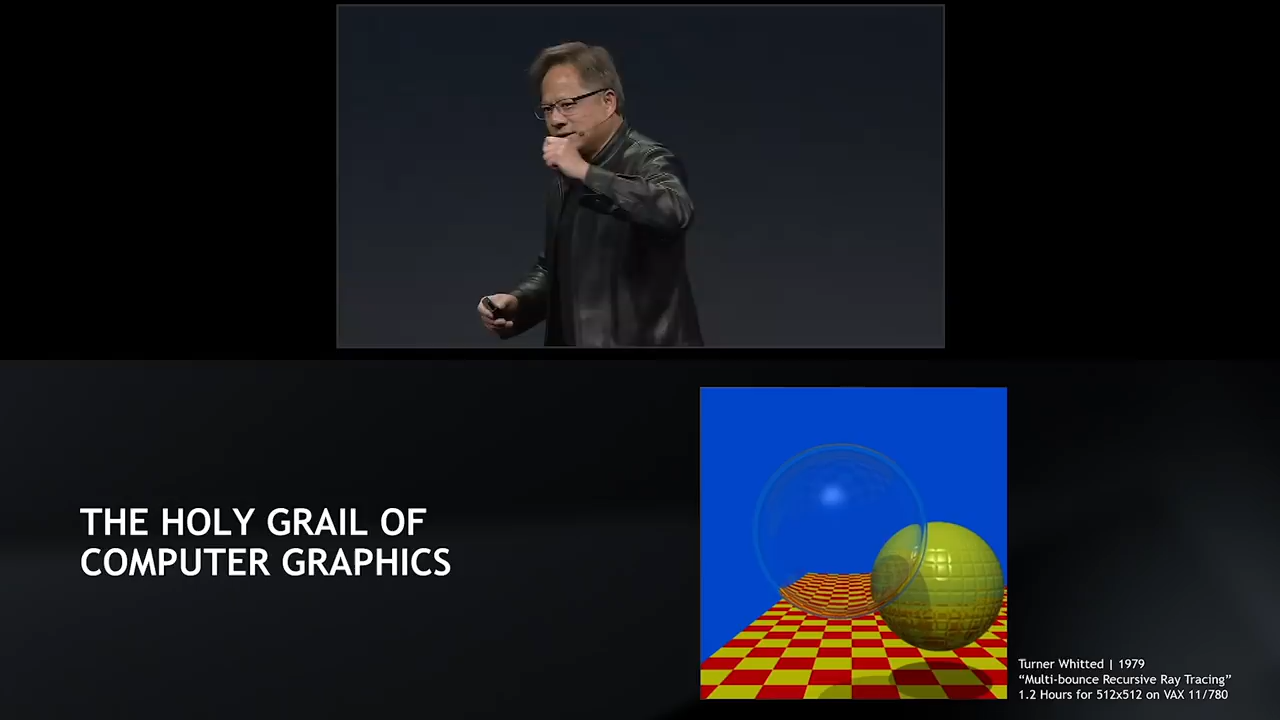 THE HOLY GRAIL OF
COMPUTER GRAPHICS
Turner Whitted | 1979
“Multi-bounce Recursive Ray Tracing”
1.2 Hours for 512x512 on VAX 11/780